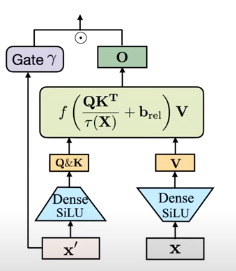 ⊙
Gate γ
O
f(QK^T/τ(X) + b_rel) V
Q&K
V
Dense
SiLU
Dense
SiLU
x′
X